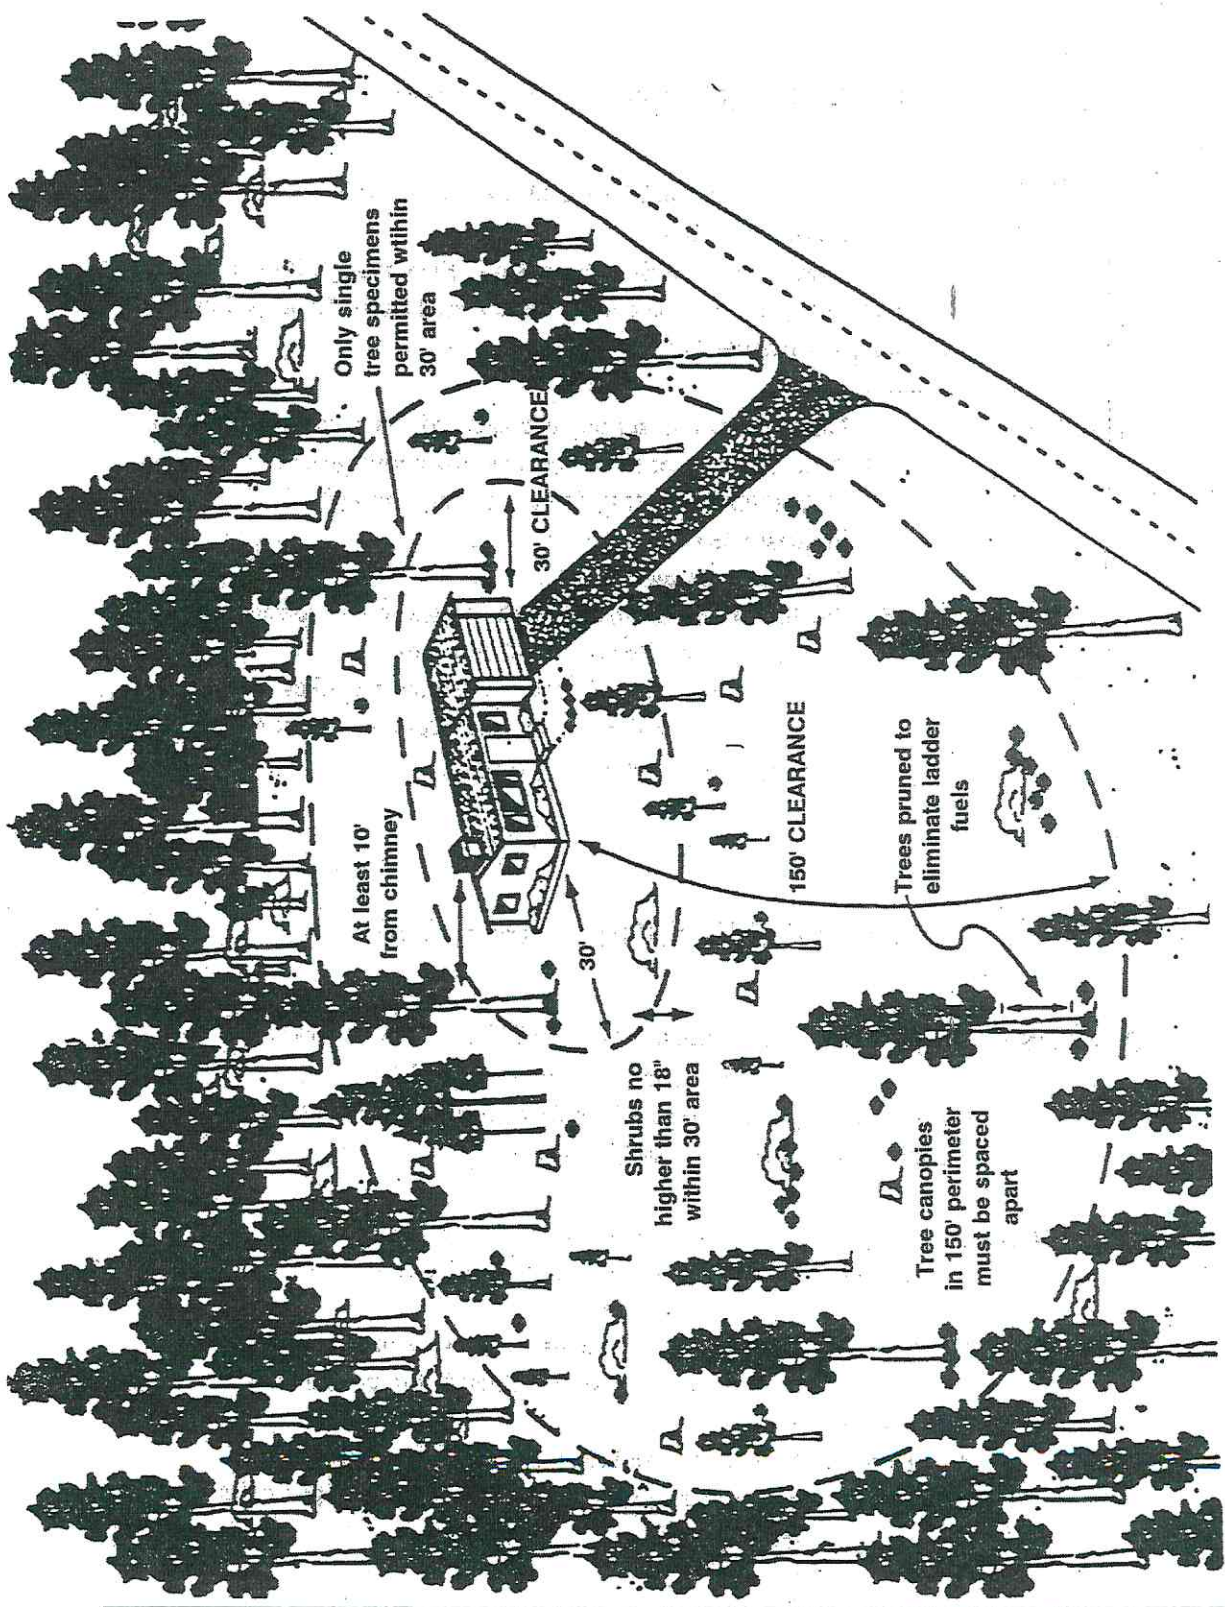 Only single
tree specimens
permitted wtihin
30' area
30' CLEARANCE
At least 10'
from chimney
30'
Shrubs no
higher than 18"
within 30' area
150' CLEARANCE
Trees pruned to
eliminate ladder
fuels
Tree canopies
in 150' perimeter
must be spaced
apart